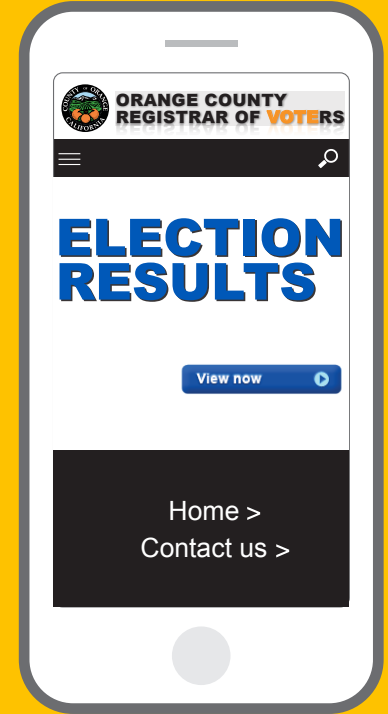 COUNTY OF ORANGE
CALIFORNIA
ORANGE COUNTY
REGISTRAR OF VOTERS
ELECTION
RESULTS
View now
Home >
Contact us >